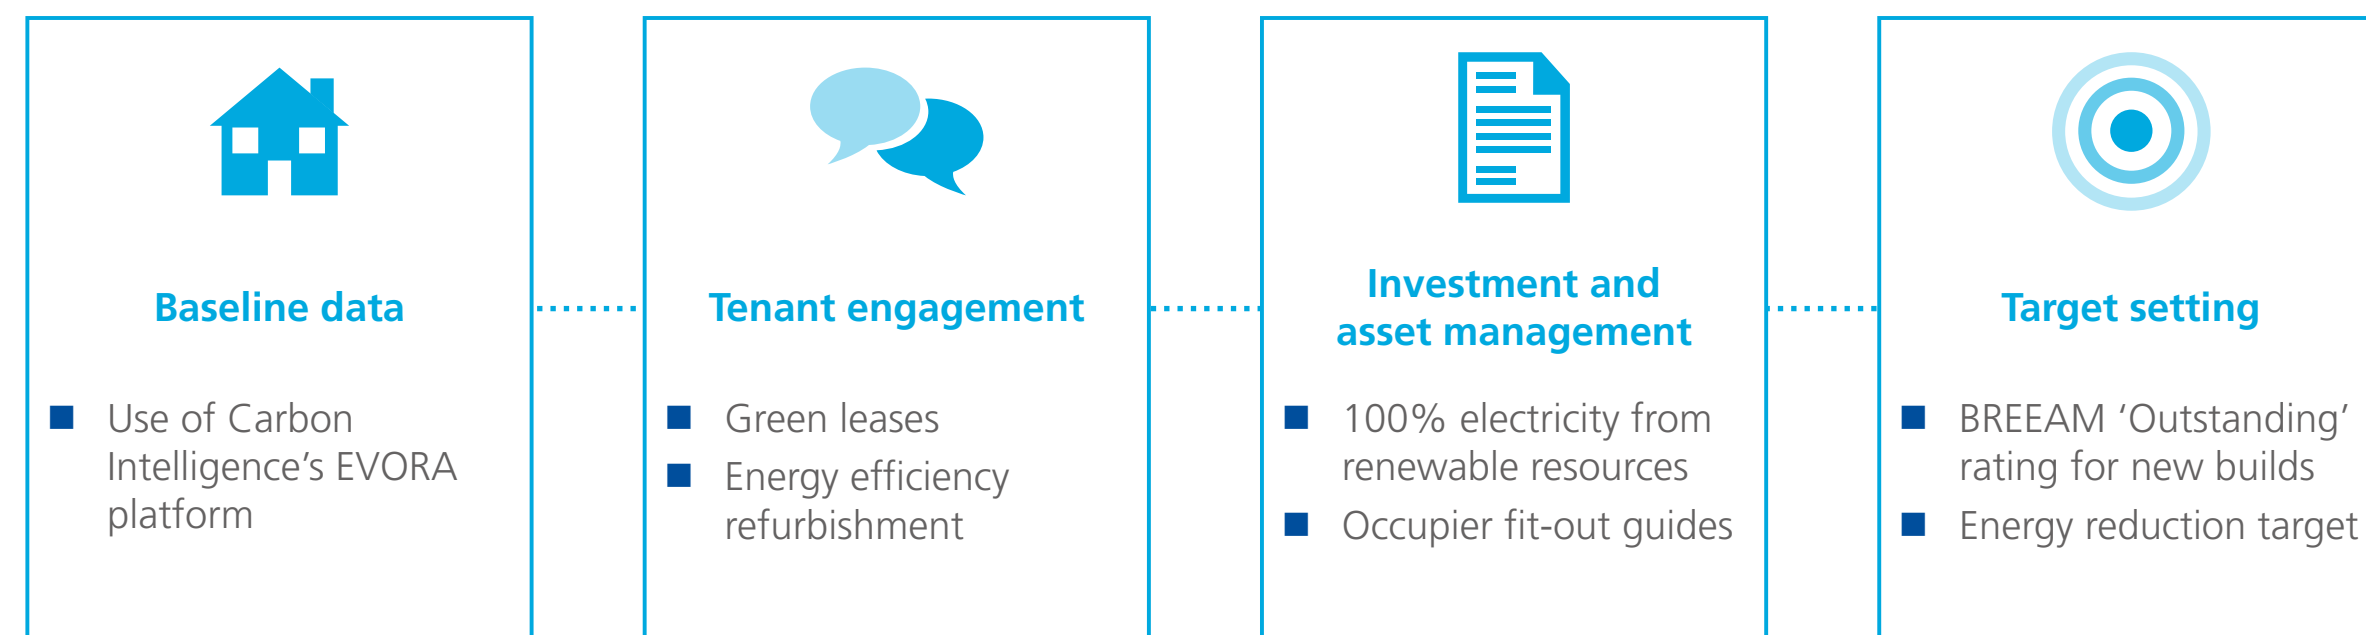 Baseline data
■ Use of Carbon
Intelligence’s EVORA
platform
Tenant engagement
■ Green leases
■ Energy efficiency
refurbishment
Investment and
asset management
■ 100% electricity from
renewable resources
■ Occupier fit-out guides
Target setting
■ BREEAM ‘Outstanding’
rating for new builds
■ Energy reduction target